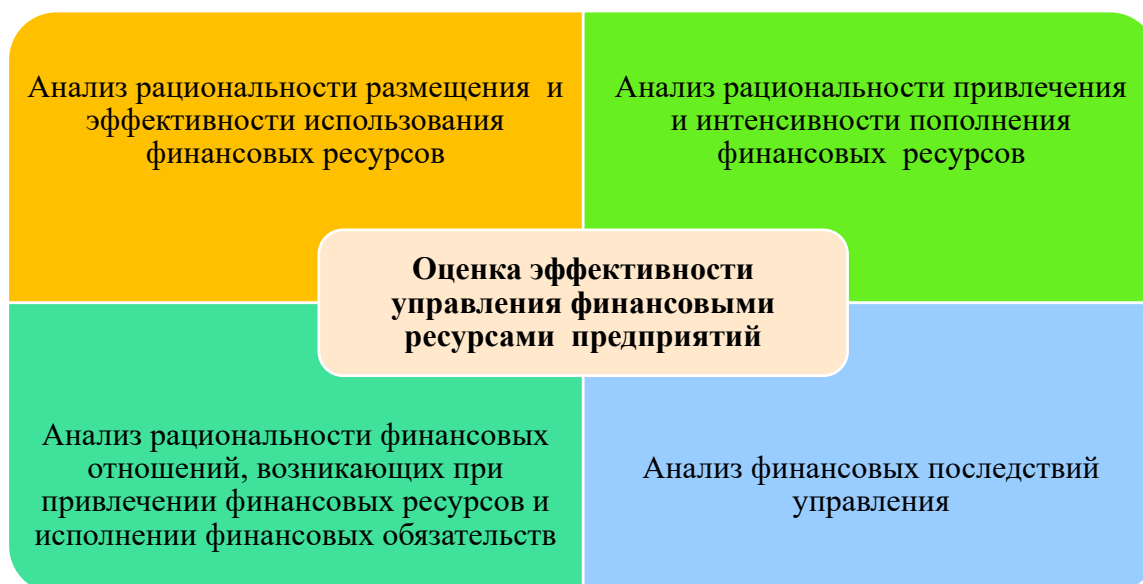 Анализ рациональности размещения и
эффективности использования
финансовых ресурсов
Анализ рациональности привлечения
и интенсивности пополнения
финансовых ресурсов
Оценка эффективности
управления финансовыми
ресурсами предприятий
Анализ рациональности финансовых
отношений, возникающих при
привлечении финансовых ресурсов и
исполнении финансовых обязательств
Анализ финансовых последствий
управления